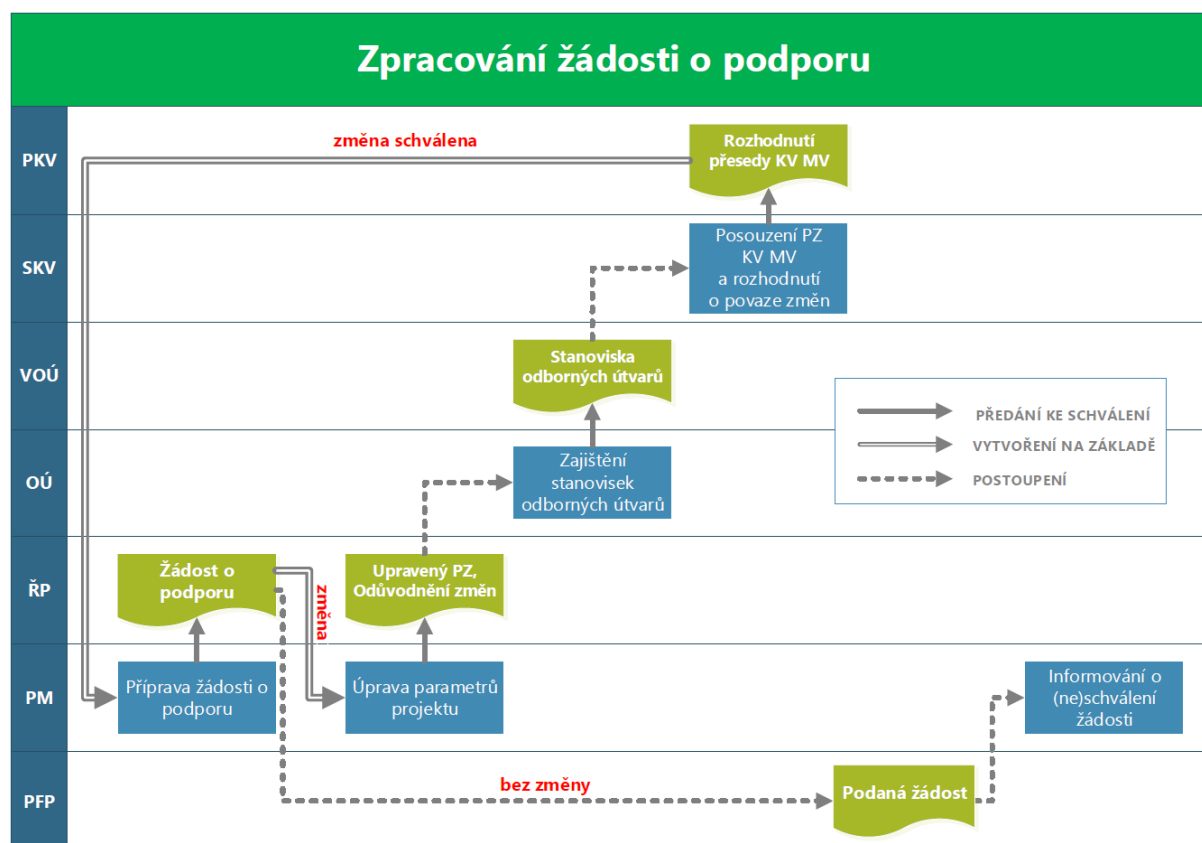 Zpracování žádosti o podporu
PKV
změna schválena
Rozhodnutí
přesedy KV MV
SKV
Posouzení PZ
KV MV
a rozhodnutí
o povaze změn
VOÚ
Stanoviska
odborných útvarů
PŘEDÁNÍ KE SCHVÁLENÍ
VYTVOŘENÍ NA ZÁKLADĚ
POSTOUPENÍ
OÚ
Zajištění
stanovisek
odborných útvarů
ŘP
Žádost o
podporu
změna
Upravený PZ,
Odůvodnění změn
PM
Příprava žádosti o
podporu
Úprava parametrů
projektu
Informování o
(ne)schválení
žádosti
PFP
bez změny
Podaná žádost